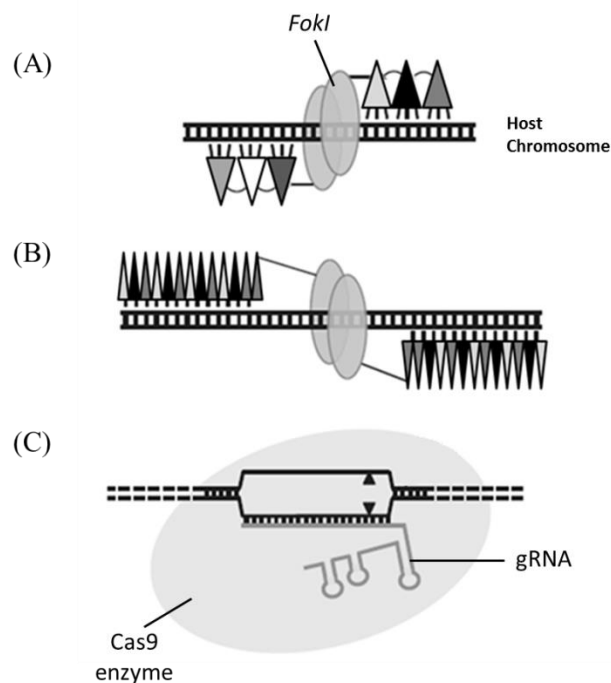 FokI
(A)
Host
Chromosome
(B)
(C)
gRNA
Cas9
enzyme